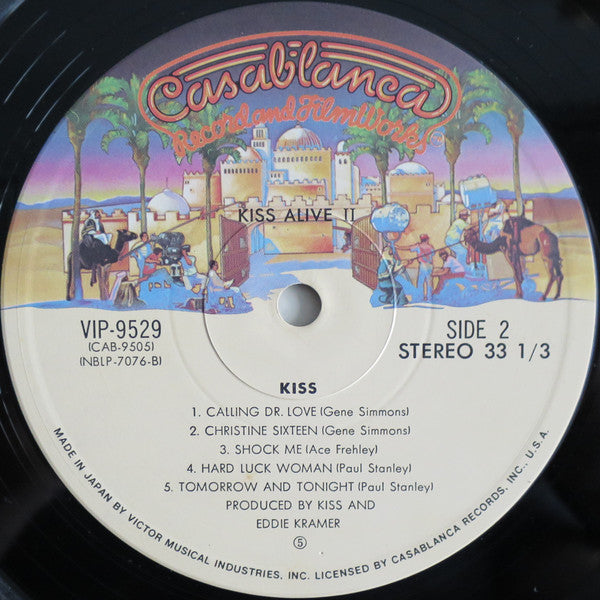 Casablanca
Record and FilmWorks
KISS ALIVE II
VIP-9529
(CAB-9505)
(NBLP-7076-B)
SIDE 2
STEREO 33 1/3
KISS
1. CALLING DR. LOVE (Gene Simmons)
2. CHRISTINE SIXTEEN (Gene Simmons)
3. SHOCK ME (Ace Frehley)
4. HARD LUCK WOMAN (Paul Stanley)
5. TOMORROW AND TONIGHT (Paul Stanley)
PRODUCED BY KISS AND
EDDIE KRAMER
⑤
MADE IN JAPAN BY VICTOR MUSICAL INDUSTRIES, INC. LICENSED BY CASABLANCA RECORDS, INC., U.S.A.